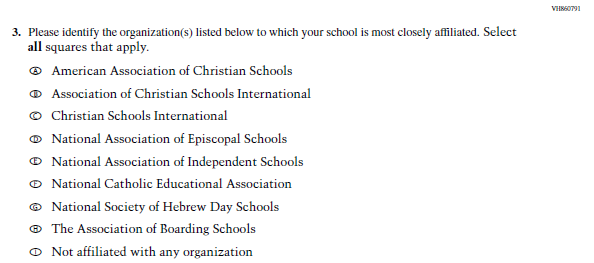 VH860791
3. Please identify the organization(s) listed below to which your school is most closely affiliated. Select
all squares that apply.
A American Association of Christian Schools
B Association of Christian Schools International
C Christian Schools International
D National Association of Episcopal Schools
E National Association of Independent Schools
F National Catholic Educational Association
G National Society of Hebrew Day Schools
H The Association of Boarding Schools
I Not affiliated with any organization